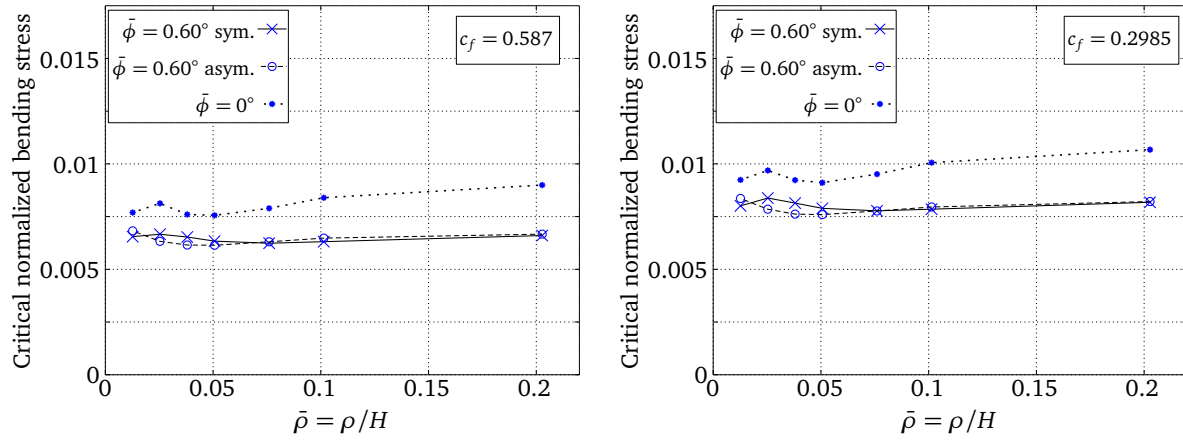 Critical normalized bending stress
0.015
0.01
0.005
0
0
0.05
0.1
0.15
0.2
ρ̄ = ρ/H
ϕ̄ = 0.60° sym.
ϕ̄ = 0.60° asym.
ϕ̄ = 0°
c_f = 0.587
Critical normalized bending stress
0.015
0.01
0.005
0
0
0.05
0.1
0.15
0.2
ρ̄ = ρ/H
ϕ̄ = 0.60° sym.
ϕ̄ = 0.60° asym.
ϕ̄ = 0°
c_f = 0.2985